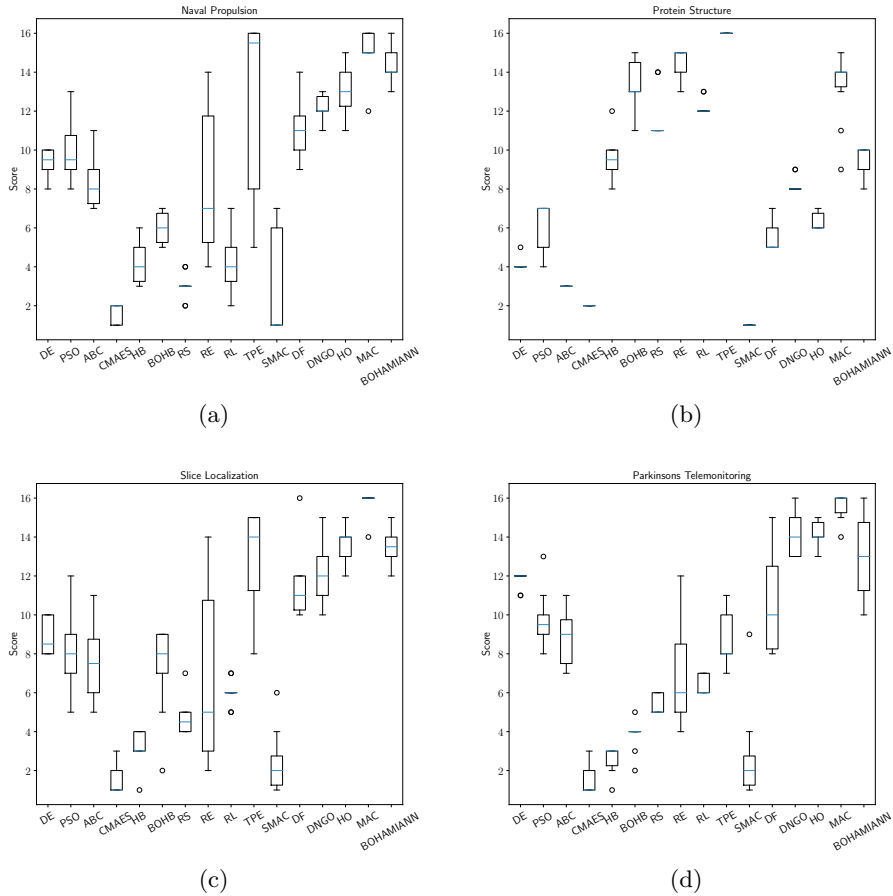 Naval Propulsion
Score
16
14
12
10
8
6
4
2
DE PSO ABC CMAES HB BOHB RS RE RL TPE SMAC DF DNGO HO MAC BOHAMIANN
(a)
Protein Structure
Score
16
14
12
10
8
6
4
2
DE PSO ABC CMAES HB BOHB RS RE RL TPE SMAC DF DNGO HO MAC BOHAMIANN
(b)
Slice Localization
Score
16
14
12
10
8
6
4
2
DE PSO ABC CMAES HB BOHB RS RE RL TPE SMAC DF DNGO HO MAC BOHAMIANN
(c)
Parkinsons Telemonitoring
Score
16
14
12
10
8
6
4
2
DE PSO ABC CMAES HB BOHB RS RE RL TPE SMAC DF DNGO HO MAC BOHAMIANN
(d)